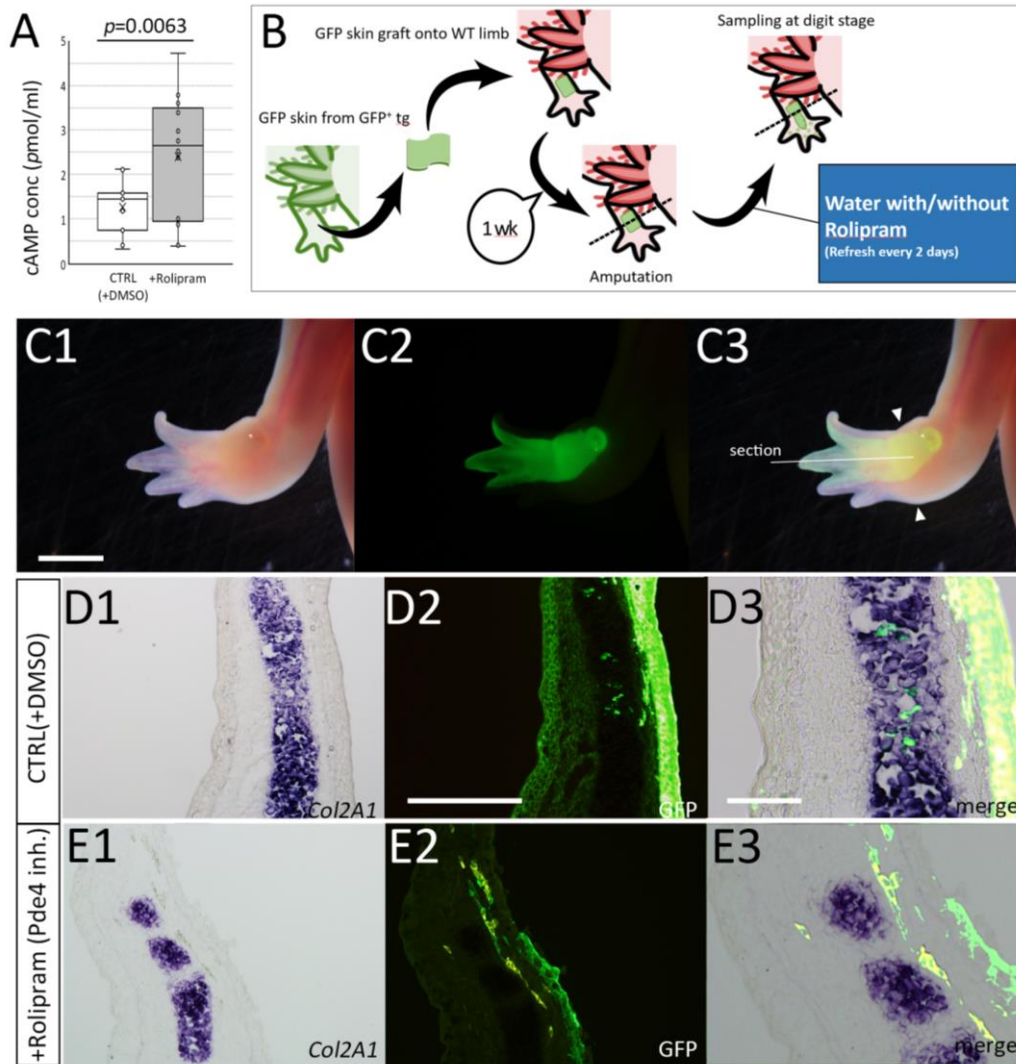 A
p=0.0063
cAMP conc (pmol/ml)
5
4
3
2
1
0
CTRL
(+DMSO)
+Rolipram
B
GFP skin graft onto WT limb
Sampling at digit stage
GFP skin from GFP+ tg
1 wk
Amputation
Water with/without
Rolipram
(Refresh every 2 days)
C1
C2
C3
section
CTRL(+DMSO)
D1
Col2A1
D2
GFP
D3
merge
+Rolipram (Pde4 inh.)
E1
Col2A1
E2
GFP
E3
merge